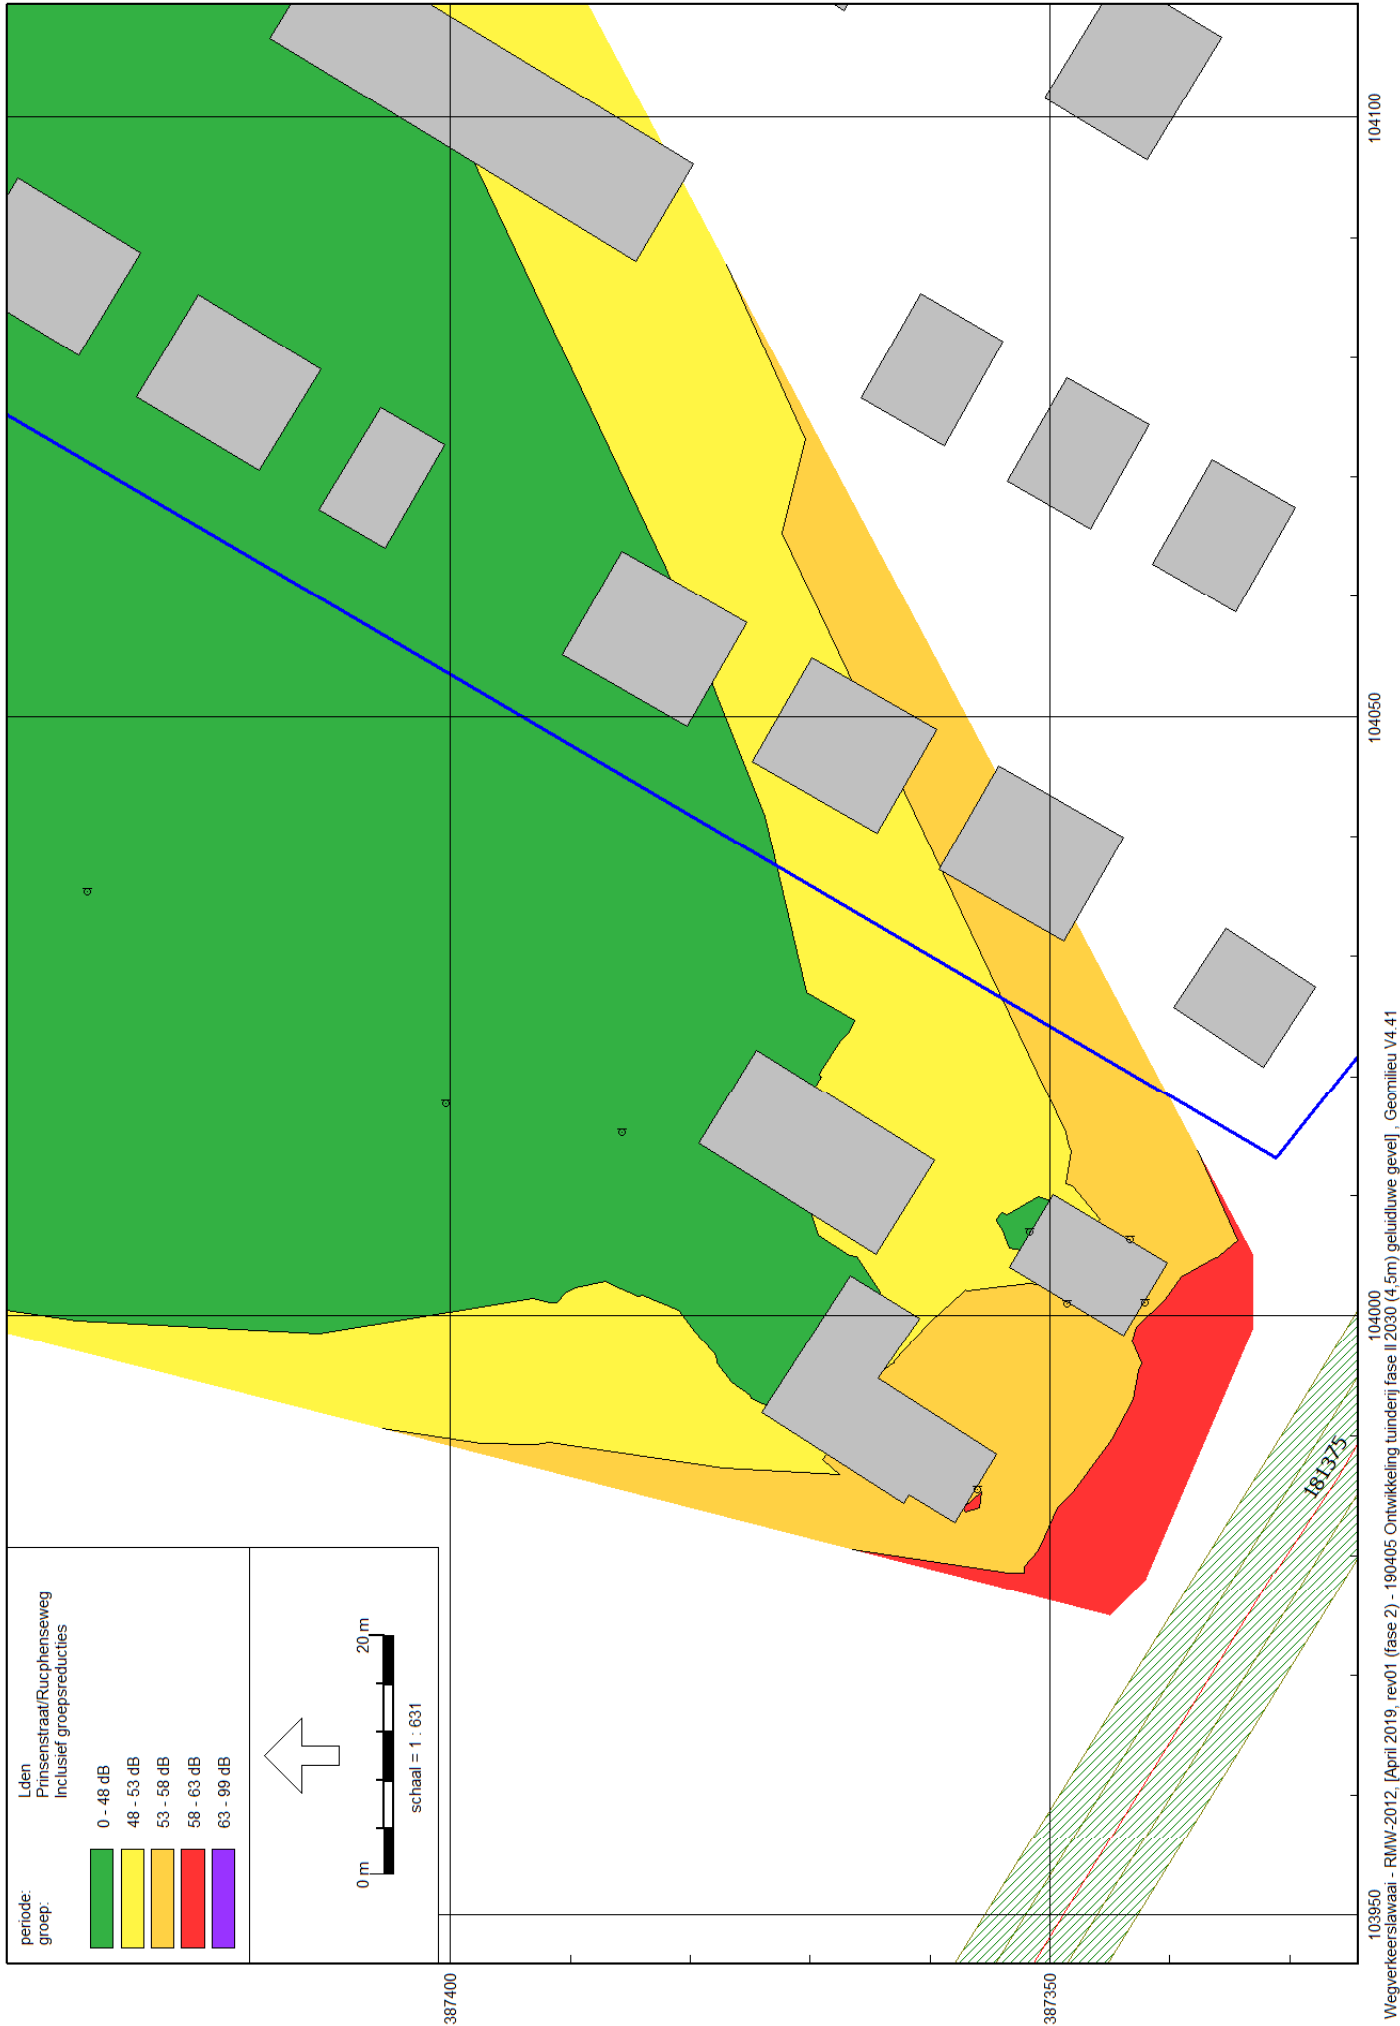 periode: Lden
groep: Prinsenstraat/Rucphenseweg
Inclusief groepsreducties
0 - 48 dB
48 - 53 dB
53 - 58 dB
58 - 63 dB
63 - 99 dB
0 m 20 m
schaal = 1 : 631
387400
387350
181375
103950 104000 104050 104100
Wegverkeerslawaai - RMW-2012, [April 2019, rev01 (fase 2) - 190405 Ontwikkeling tuinderij fase II 2030 (4,5m) geluidluwe gevel] , Geomilieu V4.41